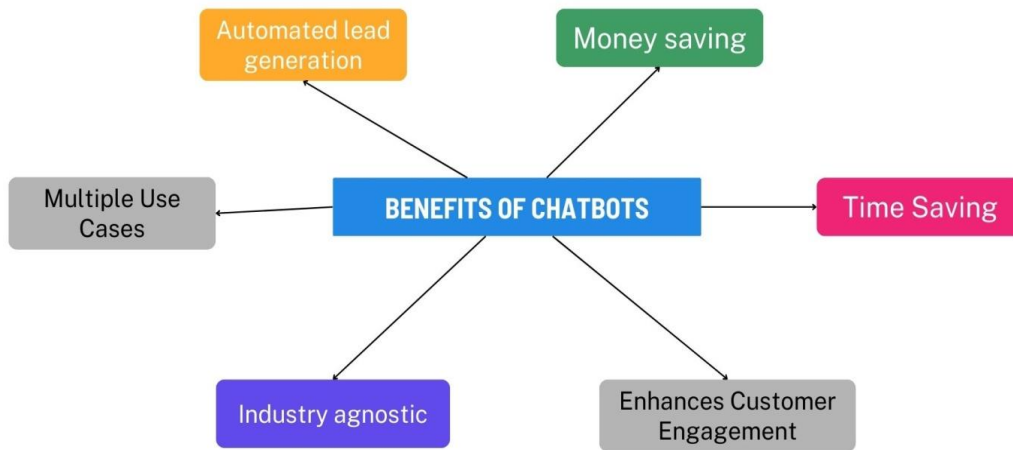 Automated lead
generation
Money saving
Multiple Use
Cases
BENEFITS OF CHATBOTS
Time Saving
Industry agnostic
Enhances Customer
Engagement